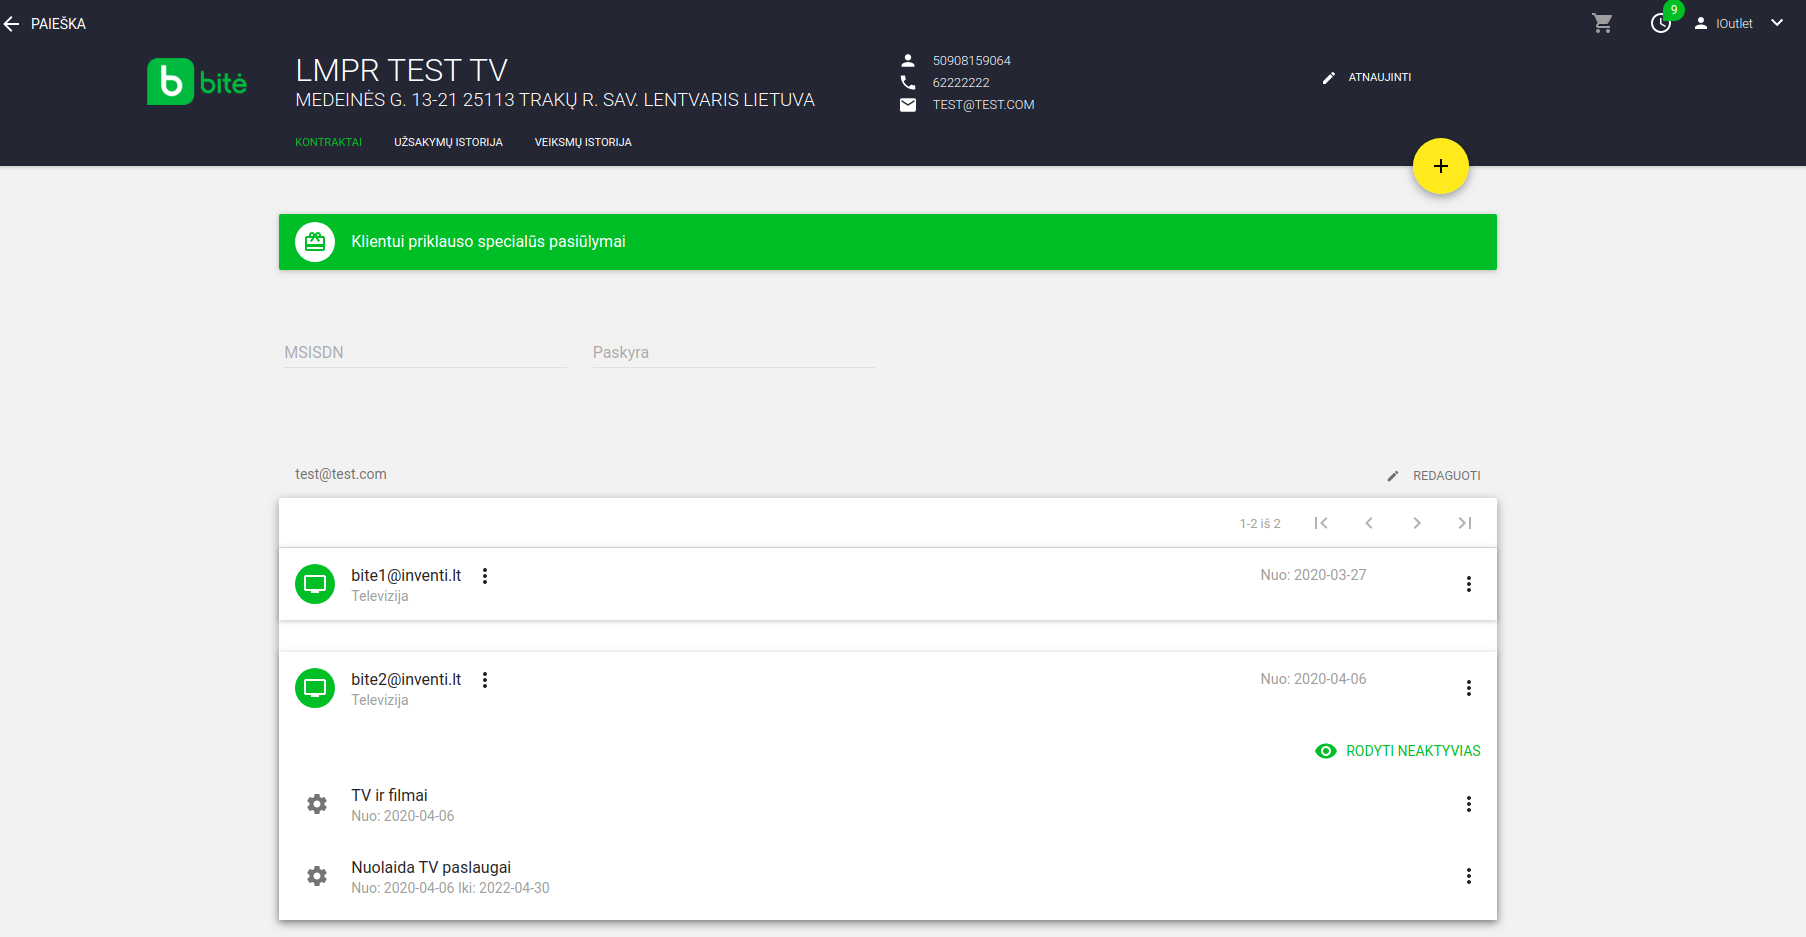 PAIEŠKA
9
IOutlet
b bitė
LMPR TEST TV
MEDEINĖS G. 13-21 25113 TRAKŲ R. SAV. LENTVARIS LIETUVA
50908159064
62222222
TEST@TEST.COM
ATNAUJINTI
KONTRAKTAI UŽSAKYMŲ ISTORIJA VEIKSMŲ ISTORIJA
+
Klientui priklauso specialūs pasiūlymai
MSISDN Paskyra
test@test.com REDAGUOTI
1-2 iš 2
bite1@inventi.lt Nuo: 2020-03-27
Televizija
bite2@inventi.lt Nuo: 2020-04-06
Televizija
RODYTI NEAKTYVIAS
TV ir filmai
Nuo: 2020-04-06
Nuolaida TV paslaugai
Nuo: 2020-04-06 Iki: 2022-04-30